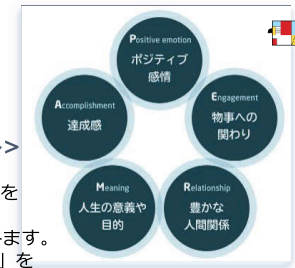 Positive emotion
ポジティブ
感情
Accomplishment
達成感
Engagement
物事への
関わり
>
Meaning
人生の意義や
目的
Relationship
豊かな
人間関係
を
ます。
」を